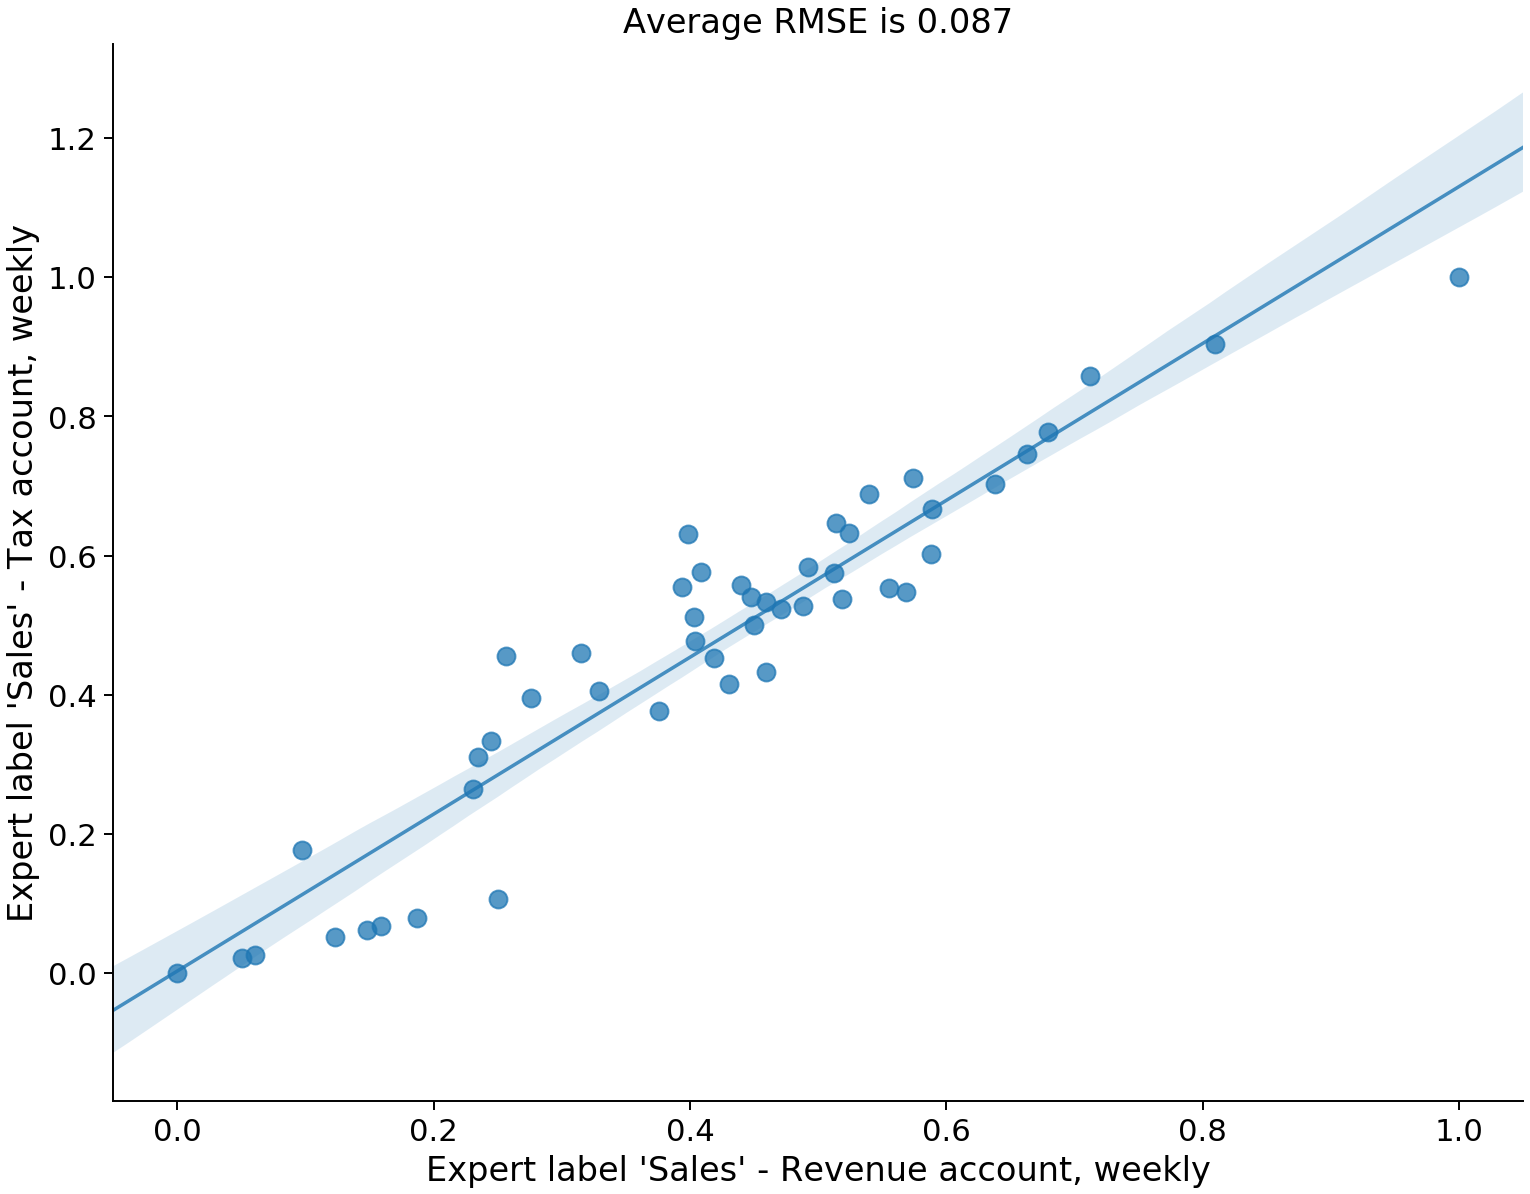 Average RMSE is 0.087
Expert label 'Sales' - Tax account, weekly
1.2
1.0
0.8
0.6
0.4
0.2
0.0
0.0 0.2 0.4 0.6 0.8 1.0
Expert label 'Sales' - Revenue account, weekly